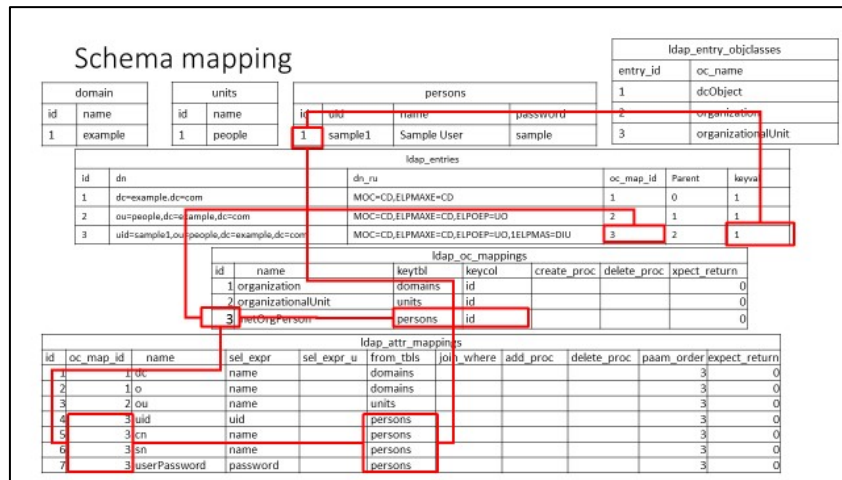 Schema mapping
ldap_entry_objclasses
entry_id oc_name
1 dcObject
2 organization
3 organizationalUnit
domain
id name
1 example
units
id name
1 people
persons
id uid name password
1 sample1 Sample User sample
ldap_entries
id dn dn_ru oc_map_id Parent keyval
1 dc=example,dc=com MOC=CD,ELPMAXE=CD 1 0 1
2 ou=people,dc=example,dc=com MOC=CD,ELPMAXE=CD,ELPOEP=UO 2 1 1
3 uid=sample1,ou=people,dc=example,dc=com MOC=CD,ELPMAXE=CD,ELPOEP=UO,1ELPMAS=DIU 3 2 1
ldap_oc_mappings
id name keytbl keycol create_proc delete_proc xpect_return
1 organization domains id 0
2 organizationalUnit units id 0
3 inetOrgPerson persons id 0
ldap_attr_mappings
id oc_map_id name sel_expr sel_expr_u from_tbls join_where add_proc delete_proc paam_order expect_return
1 1 dc name domains 3 0
2 1 o name domains 3 0
3 2 ou name units 3 0
4 3 uid uid persons 3 0
5 3 cn name persons 3 0
6 3 sn name persons 3 0
7 3 userPassword password persons 3 0